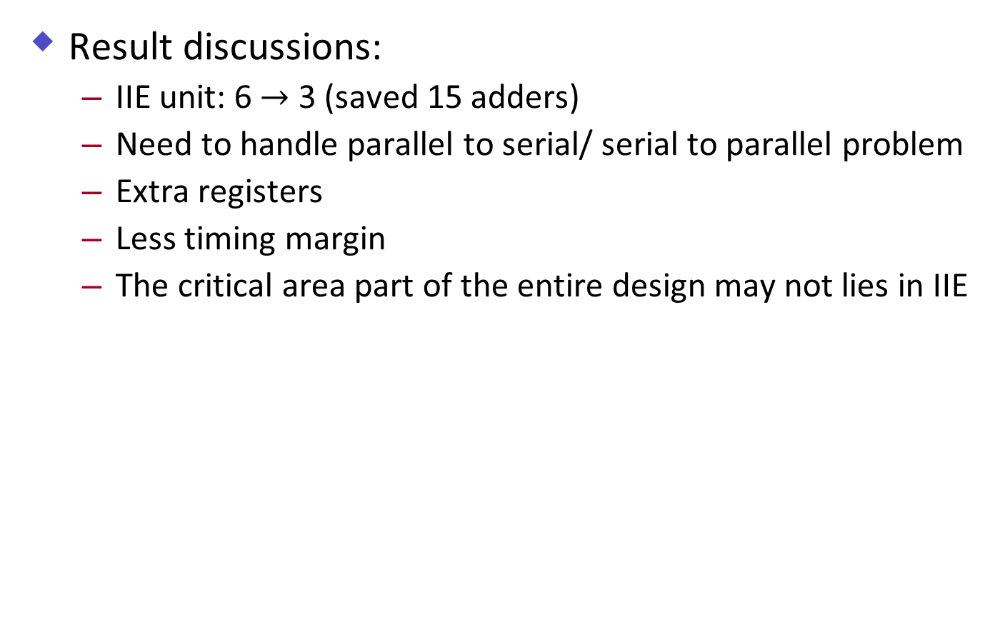 Result discussions:
– IIE unit: 6 → 3 (saved 15 adders)
– Need to handle parallel to serial/ serial to parallel problem
– Extra registers
– Less timing margin
– The critical area part of the entire design may not lies in IIE